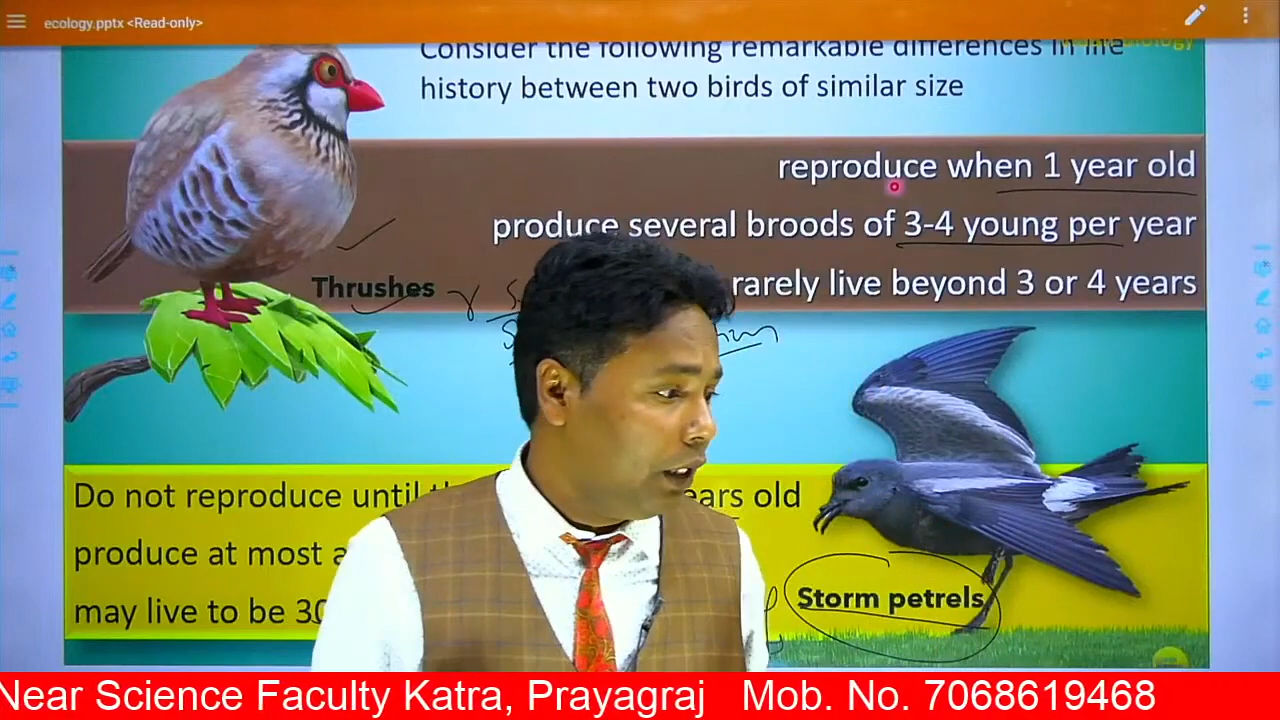 ecology.pptx <Read-only>
Consider the following remarkable differences in life
history between two birds of similar size
reproduce when 1 year old
produce several broods of 3-4 young per year
Thrushes
rarely live beyond 3 or 4 years
Do not reproduce until
ears old
produce at most a
may live to be 30
Storm petrels
Near Science Faculty Katra, Prayagraj Mob. No. 7068619468